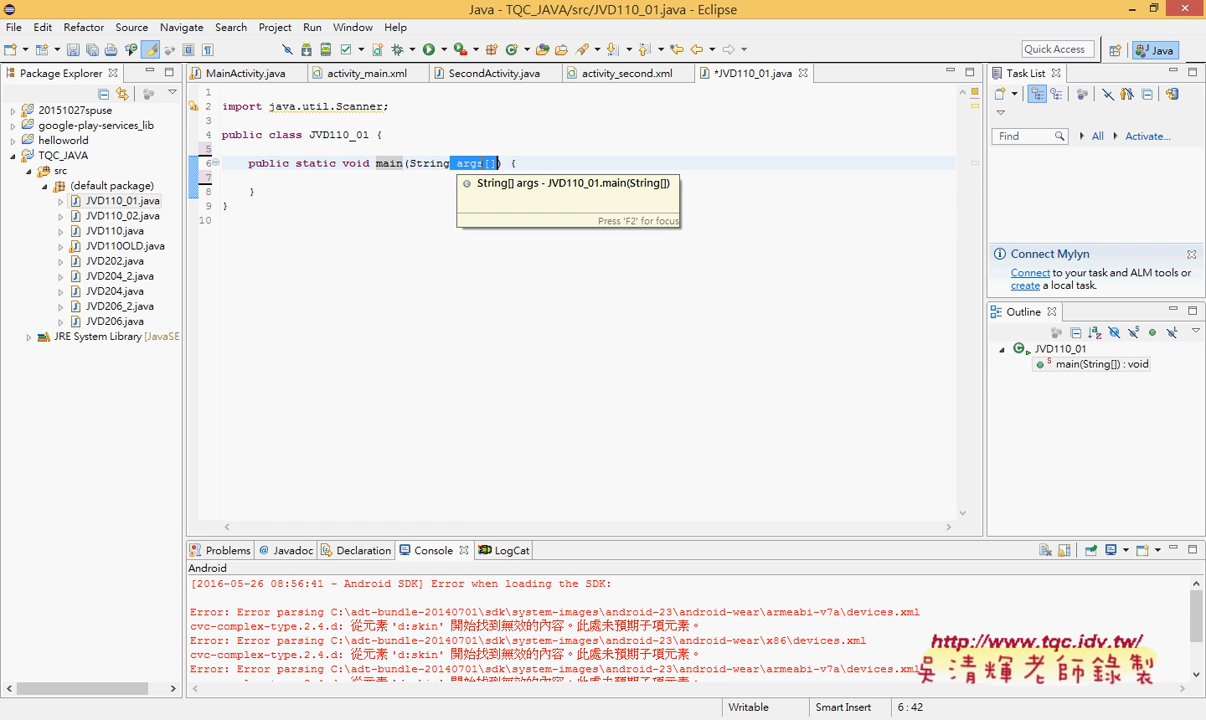 Java - TQC_JAVA/src/JVD110_01.java - Eclipse
File Edit Refactor Source Navigate Search Project Run Window Help
Quick Access
Java
Package Explorer
MainActivity.java
activity_main.xml
SecondActivity.java
activity_second.xml
*JVD110_01.java
Task List
20151027spuse
google-play-services_lib
helloworld
TQC_JAVA
src
(default package)
JVD110_01.java
JVD110_02.java
JVD110.java
JVD110OLD.java
JVD202.java
JVD204_2.java
JVD204.java
JVD206_2.java
JVD206.java
JRE System Library [JavaSE
1
2 import java.util.Scanner;
3
4 public class JVD110_01 {
5
6 public static void main(String args[]) {
7
8 }
9 }
10
String[] args - JVD110_01.main(String[])
Press 'F2' for focus
Find All Activate...
Connect Mylyn
Connect to your task and ALM tools or
create a local task.
Outline
JVD110_01
main(String[]) : void
Problems Javadoc Declaration Console LogCat
Android
[2016-05-26 08:56:41 - Android SDK] Error when loading the SDK:
Error: Error parsing C:\adt-bundle-20140701\sdk\system-images\android-23\android-wear\armeabi-v7a\devices.xml
cvc-complex-type.2.4.d: 從元素 'd:skin' 開始找到無效的內容。此處未預期子項元素。
Error: Error parsing C:\adt-bundle-20140701\sdk\system-images\android-23\android-wear\x86\devices.xml
cvc-complex-type.2.4.d: 從元素 'd:skin' 開始找到無效的內容。此處未預期子項元素。
Error: Error parsing C:\adt-bundle-20140701\sdk\system-images\android-23\android-wear\armeabi-v7a\devices.xml
http://www.tqc.idv.tw/
吳清輝老師錄製
Writable Smart Insert 6 : 42